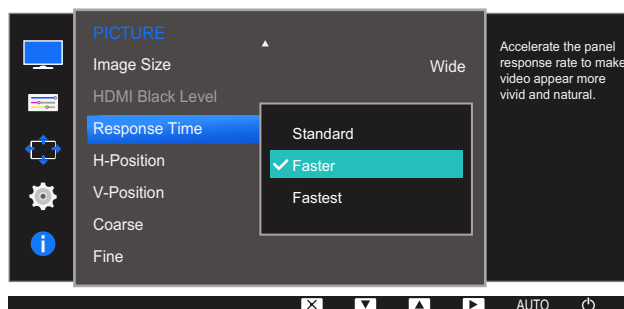 PICTURE
Image Size
Wide
HDMI Black Level
Response Time
H-Position
V-Position
Coarse
Fine
Standard
Faster
Fastest
Accelerate the panel
response rate to make
video appear more
vivid and natural.
AUTO